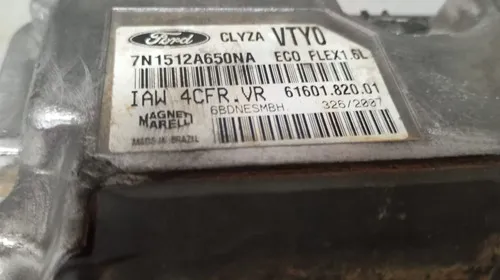 Ford CLYZA VTY0
7N1512A650NA ECO FLEX1.6L
IAW 4CFR.VR 61601.820.01
MAGNETI MARELLI 6BDNESMBH 326/2007
MADE IN BRAZIL